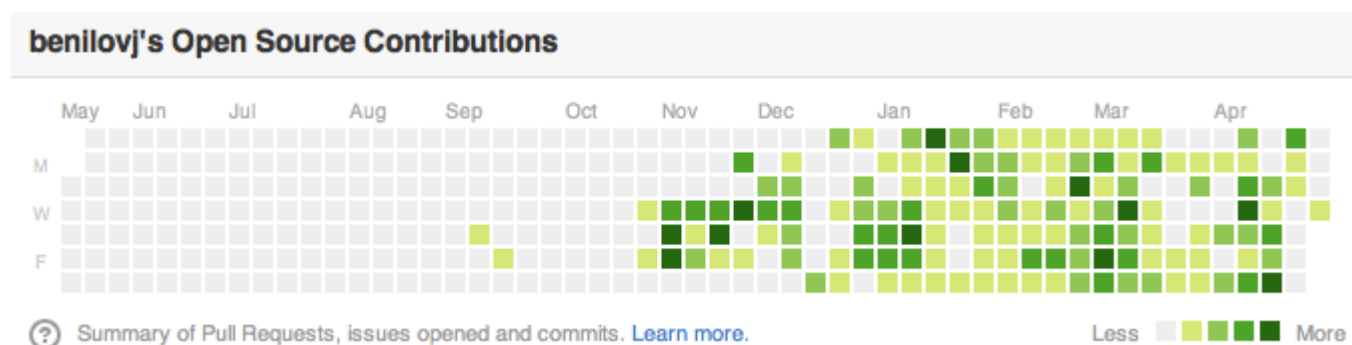 benilovj's Open Source Contributions
May Jun Jul Aug Sep Oct Nov Dec Jan Feb Mar Apr
M
W
F
? Summary of Pull Requests, issues opened and commits. Learn more. Less More